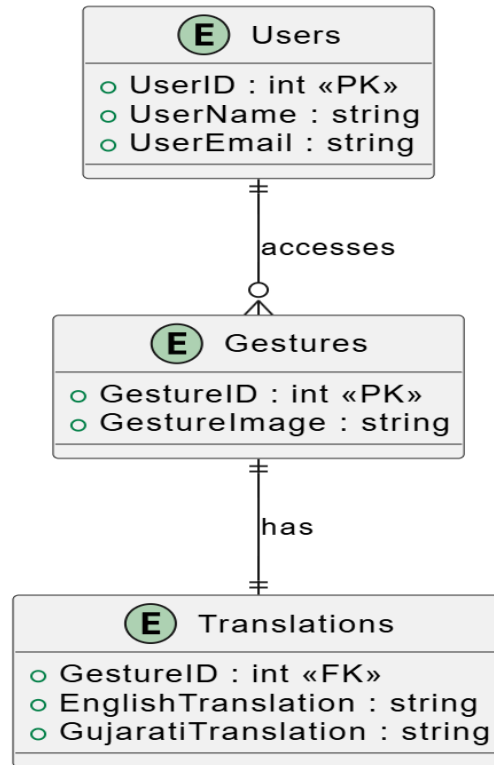 E Users
UserID : int «PK»
UserName : string
UserEmail : string
accesses
E Gestures
GestureID : int «PK»
GestureImage : string
has
E Translations
GestureID : int «FK»
EnglishTranslation : string
GujaratiTranslation : string